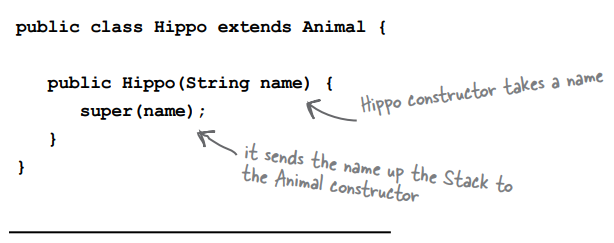 public class Hippo extends Animal {
public Hippo(String name) {
Hippo constructor takes a name
super(name);
}
it sends the name up the Stack to
the Animal constructor
}